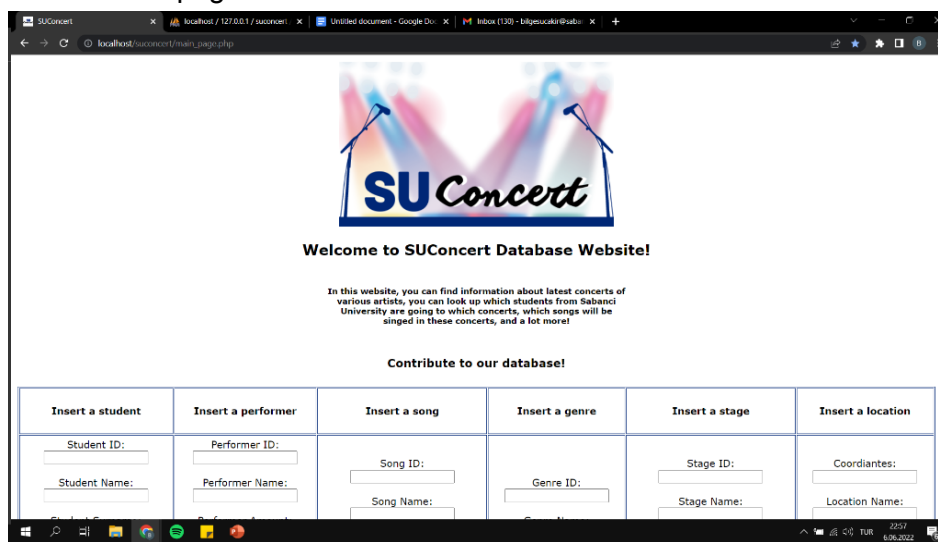 SUConcert
localhost / 127.0.0.1 / suconcert
Untitled document - Google Doc
Inbox (130) - bilgesucakir@saba
localhost/suconcert/main_page.php
B
SU Concert
Welcome to SUConcert Database Website!
In this website, you can find information about latest concerts of
various artists, you can look up which students from Sabanci
University are going to which concerts, which songs will be
singed in these concerts, and a lot more!
Contribute to our database!
Insert a student
Insert a performer
Insert a song
Insert a genre
Insert a stage
Insert a location
Student ID:
Performer ID:
Song ID:
Genre ID:
Stage ID:
Coordiantes:
Student Name:
Performer Name:
Song Name:
Stage Name:
Location Name:
TUR
22:57
6.06.2022